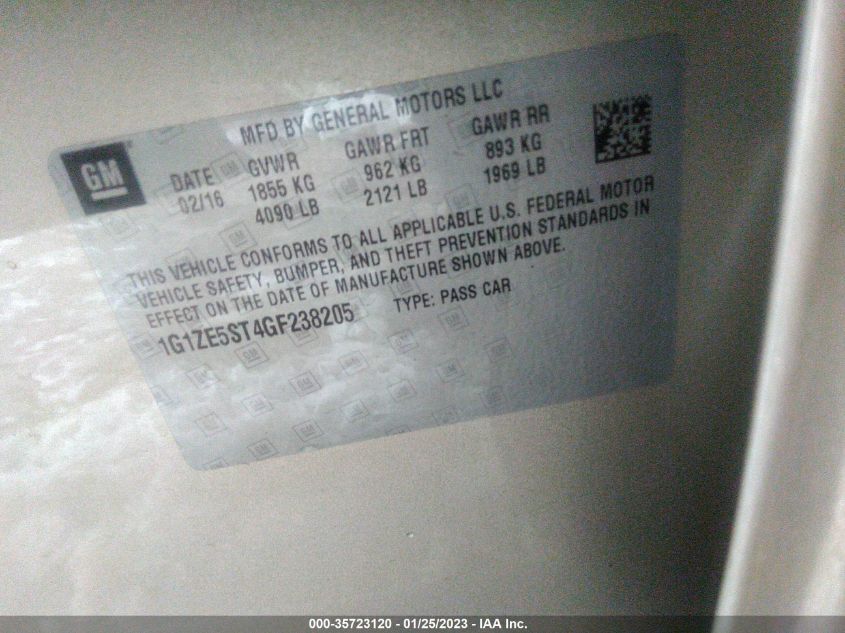 MFD BY GENERAL MOTORS LLC
GM
DATE GVWR GAWR FRT GAWR RR
02/16 1855 KG 962 KG 893 KG
4090 LB 2121 LB 1969 LB
THIS VEHICLE CONFORMS TO ALL APPLICABLE U.S. FEDERAL MOTOR
VEHICLE SAFETY, BUMPER, AND THEFT PREVENTION STANDARDS IN
EFFECT ON THE DATE OF MANUFACTURE SHOWN ABOVE.
1G1ZE5ST4GF238205 TYPE: PASS CAR
000-35723120 - 01/25/2023 - IAA Inc.